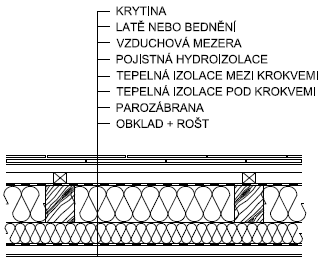 KRYTINA
LATĚ NEBO BEDNĚNÍ
VZDUCHOVÁ MEZERA
POJISTNÁ HYDROIZOLACE
TEPELNÁ IZOLACE MEZI KROKVEMI
TEPELNÁ IZOLACE POD KROKVEMI
PAROZÁBRANA
OBKLAD + ROŠT